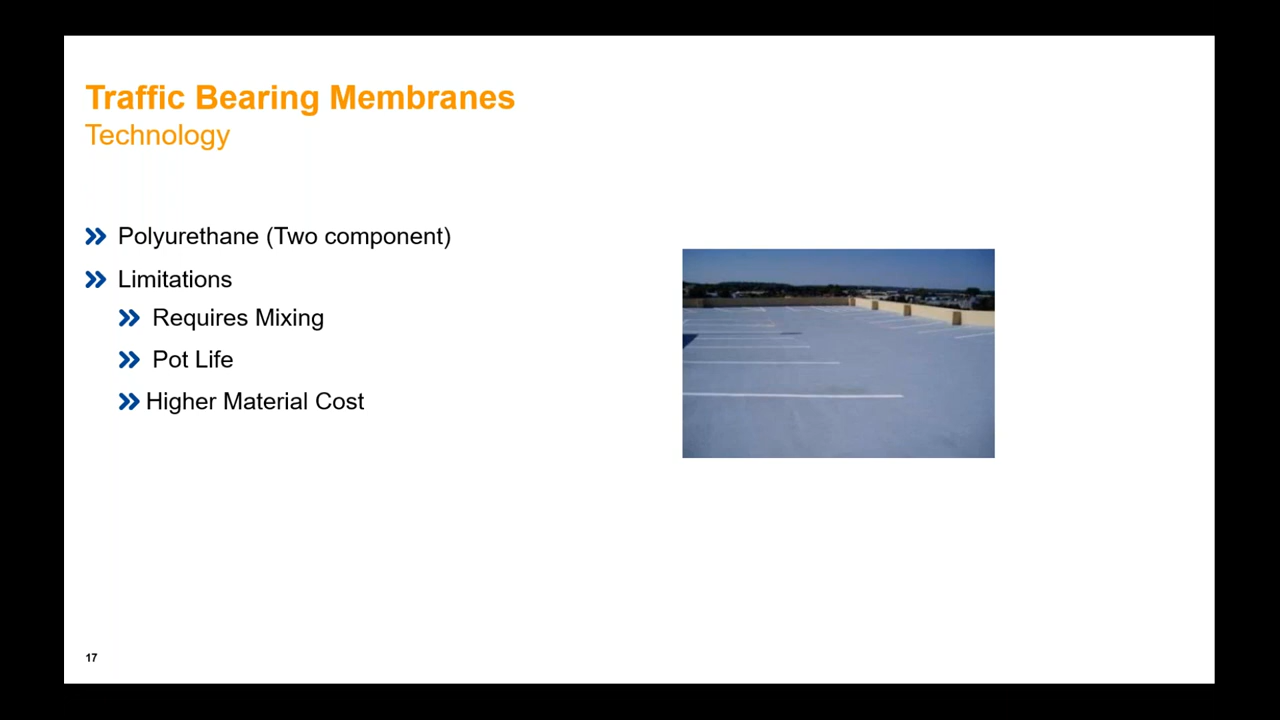 Traffic Bearing Membranes
Technology
Polyurethane (Two component)
Limitations
Requires Mixing
Pot Life
Higher Material Cost
17